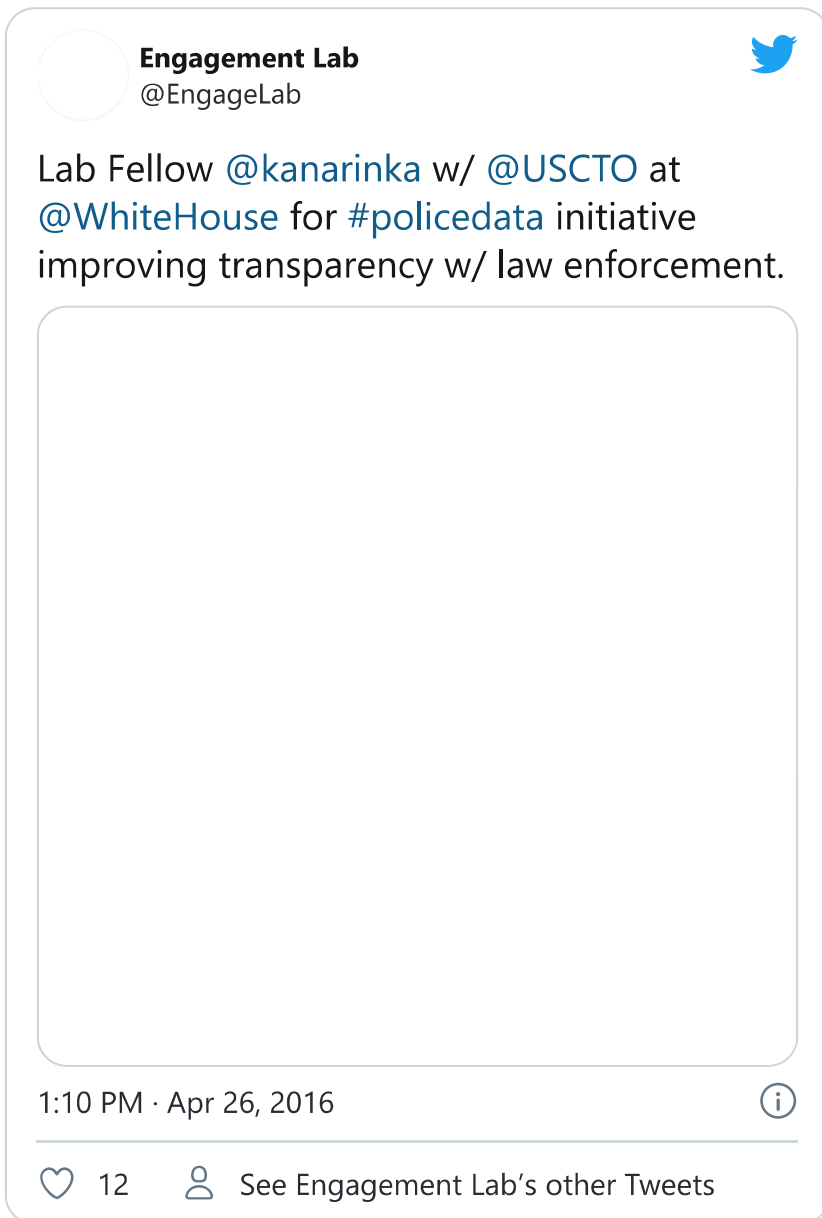 Engagement Lab
@EngageLab
Lab Fellow @kanarinka w/ @USCTO at
@WhiteHouse for #policedata initiative
improving transparency w/ law enforcement.
1:10 PM · Apr 26, 2016
12 See Engagement Lab’s other Tweets